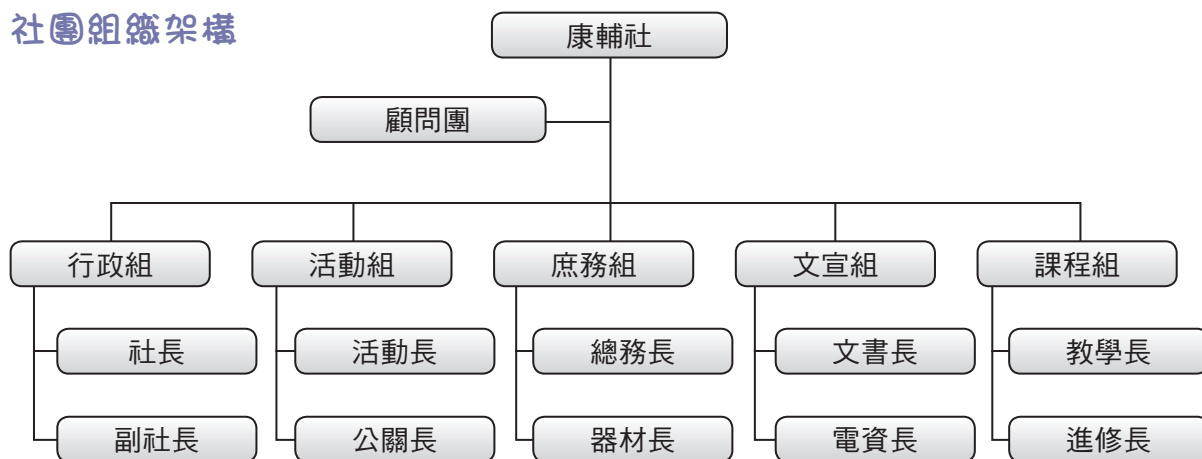 社團組織架構
康輔社
顧問團
行政組
活動組
庶務組
文宣組
課程組
社長
活動長
總務長
文書長
教學長
副社長
公關長
器材長
電資長
進修長